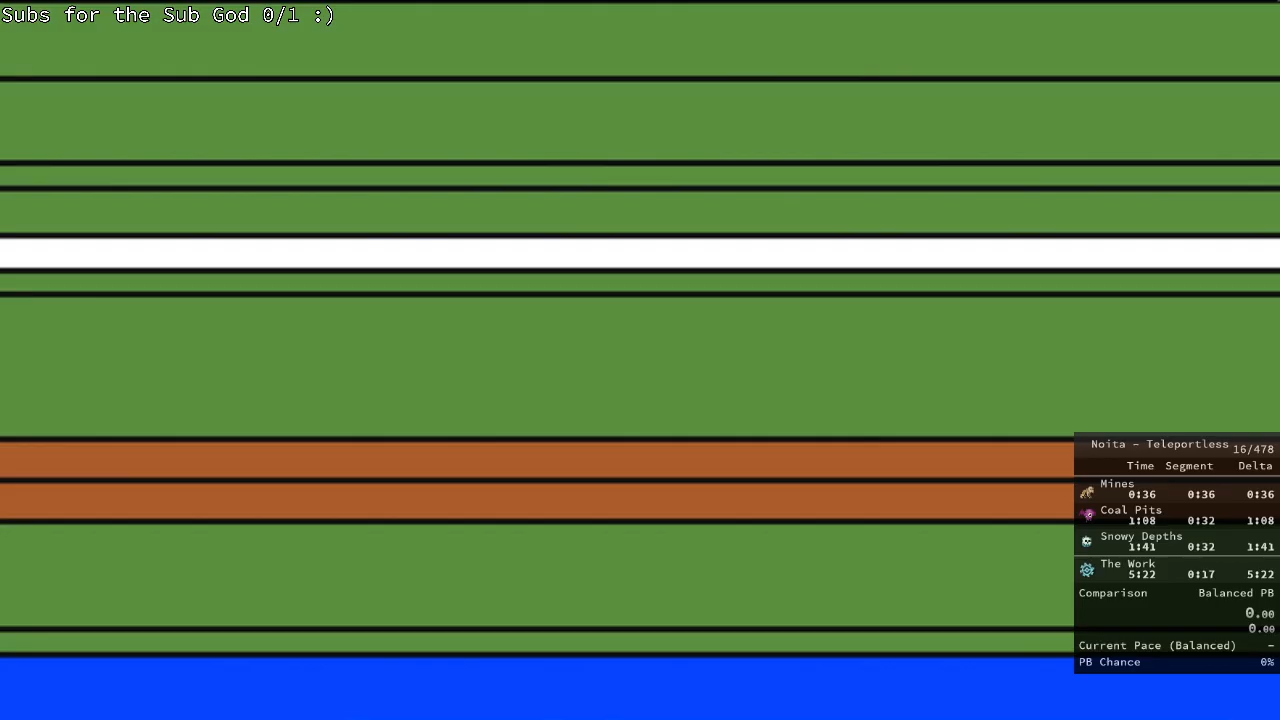 Subs for the Sub God 0/1 :)
Noita - Teleportless 16/478
Time Segment Delta
Mines
0:36 0:36 0:36
Coal Pits
1:08 0:32 1:08
Snowy Depths
1:41 0:32 1:41
The Work
5:22 0:17 5:22
Comparison Balanced PB
0.00
0.00
Current Pace (Balanced) -
PB Chance 0%